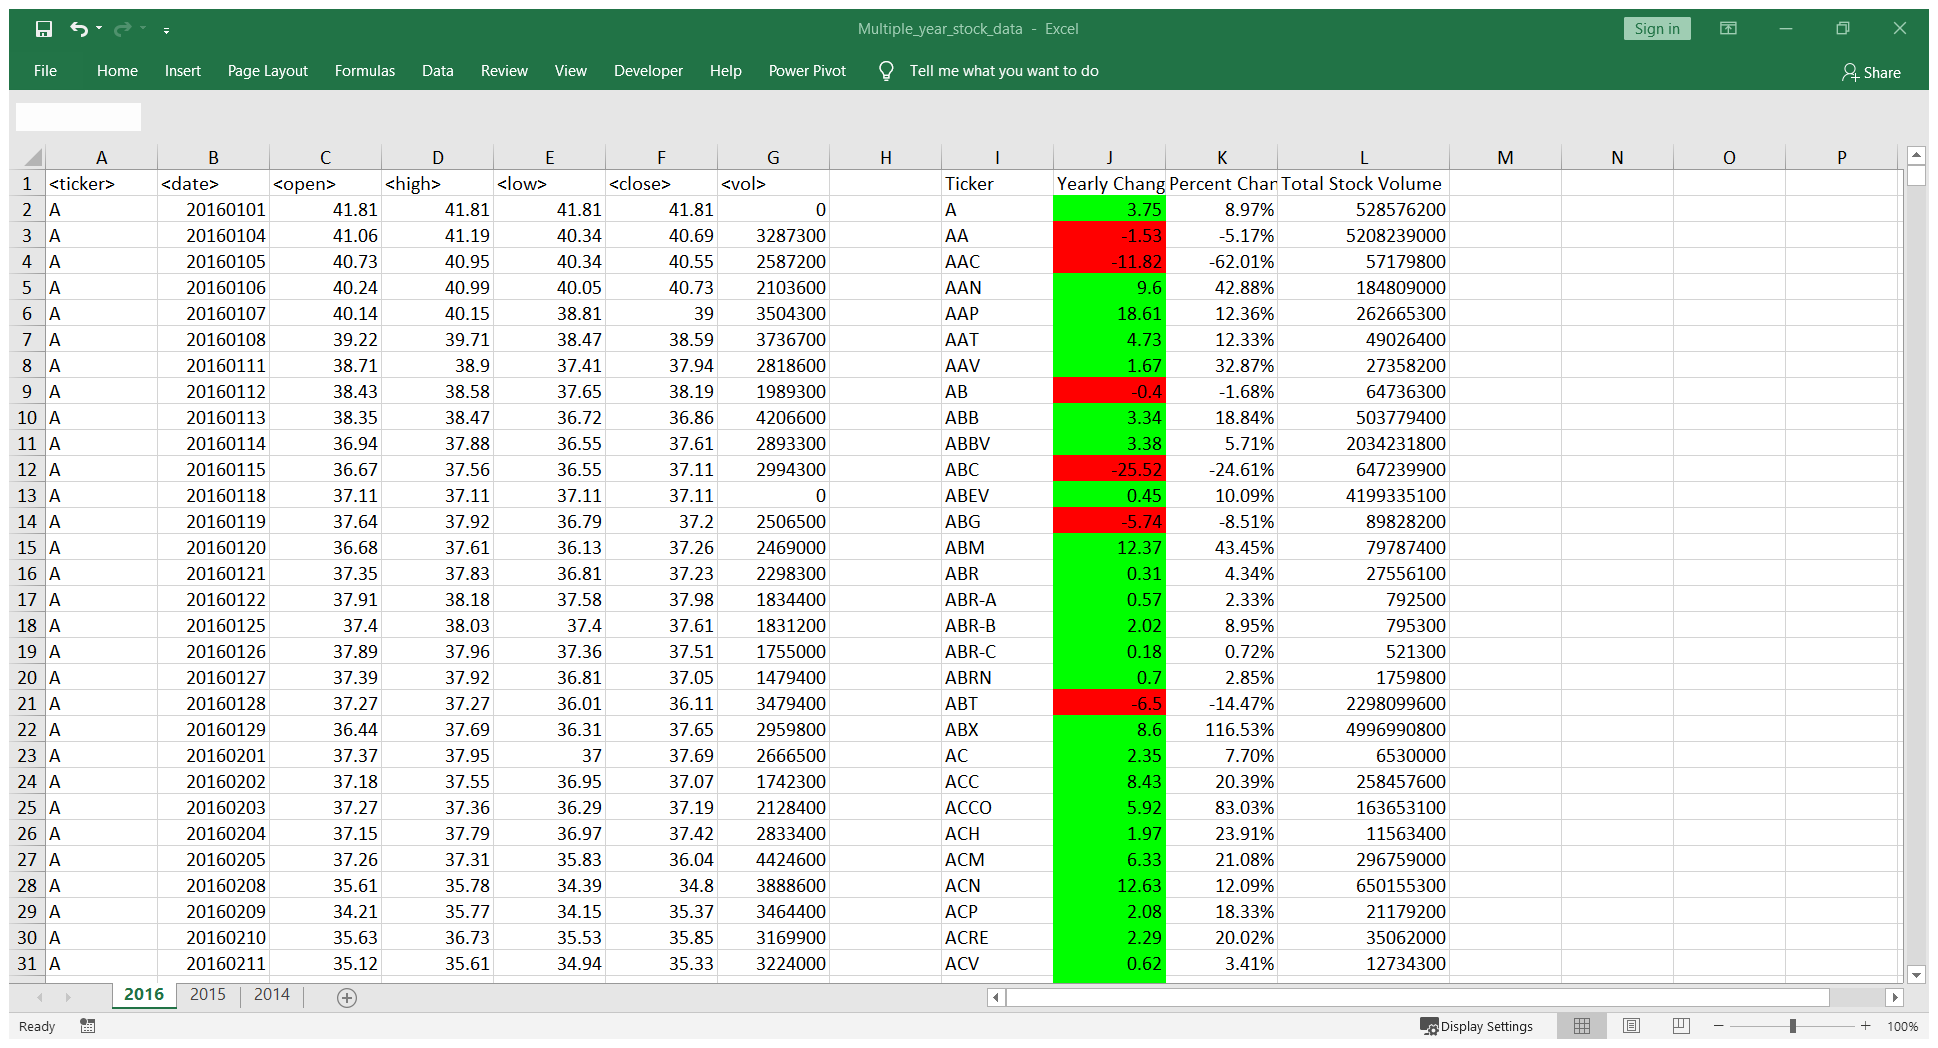 Multiple_year_stock_data - Excel Sign in
File Home Insert Page Layout Formulas Data Review View Developer Help Power Pivot Tell me what you want to do Share
A B C D E F G H I J K L M N O P
1 <ticker> <date> <open> <high> <low> <close> <vol> Ticker Yearly Chang Percent Chan Total Stock Volume
2 A 20160101 41.81 41.81 41.81 41.81 0 A 3.75 8.97% 528576200
3 A 20160104 41.06 41.19 40.34 40.69 3287300 AA -1.53 -5.17% 5208239000
4 A 20160105 40.73 40.95 40.34 40.55 2587200 AAC -11.82 -62.01% 57179800
5 A 20160106 40.24 40.99 40.05 40.73 2103600 AAN 9.6 42.88% 184809000
6 A 20160107 40.14 40.15 38.81 39 3504300 AAP 18.61 12.36% 262665300
7 A 20160108 39.22 39.71 38.47 38.59 3736700 AAT 4.73 12.33% 49026400
8 A 20160111 38.71 38.9 37.41 37.94 2818600 AAV 1.67 32.87% 27358200
9 A 20160112 38.43 38.58 37.65 38.19 1989300 AB -0.4 -1.68% 64736300
10 A 20160113 38.35 38.47 36.72 36.86 4206600 ABB 3.34 18.84% 503779400
11 A 20160114 36.94 37.88 36.55 37.61 2893300 ABBV 3.38 5.71% 2034231800
12 A 20160115 36.67 37.56 36.55 37.11 2994300 ABC -25.52 -24.61% 647239900
13 A 20160118 37.11 37.11 37.11 37.11 0 ABEV 0.45 10.09% 4199335100
14 A 20160119 37.64 37.92 36.79 37.2 2506500 ABG -5.74 -8.51% 89828200
15 A 20160120 36.68 37.61 36.13 37.26 2469000 ABM 12.37 43.45% 79787400
16 A 20160121 37.35 37.83 36.81 37.23 2298300 ABR 0.31 4.34% 27556100
17 A 20160122 37.91 38.18 37.58 37.98 1834400 ABR-A 0.57 2.33% 792500
18 A 20160125 37.4 38.03 37.4 37.61 1831200 ABR-B 2.02 8.95% 795300
19 A 20160126 37.89 37.96 37.36 37.51 1755000 ABR-C 0.18 0.72% 521300
20 A 20160127 37.39 37.92 36.81 37.05 1479400 ABRN 0.7 2.85% 1759800
21 A 20160128 37.27 37.27 36.01 36.11 3479400 ABT -6.5 -14.47% 2298099600
22 A 20160129 36.44 37.69 36.31 37.65 2959800 ABX 8.6 116.53% 4996990800
23 A 20160201 37.37 37.95 37 37.69 2666500 AC 2.35 7.70% 6530000
24 A 20160202 37.18 37.55 36.95 37.07 1742300 ACC 8.43 20.39% 258457600
25 A 20160203 37.27 37.36 36.29 37.19 2128400 ACCO 5.92 83.03% 163653100
26 A 20160204 37.15 37.79 36.97 37.42 2833400 ACH 1.97 23.91% 11563400
27 A 20160205 37.26 37.31 35.83 36.04 4424600 ACM 6.33 21.08% 296759000
28 A 20160208 35.61 35.78 34.39 34.8 3888600 ACN 12.63 12.09% 650155300
29 A 20160209 34.21 35.77 34.15 35.37 3464400 ACP 2.08 18.33% 21179200
30 A 20160210 35.63 36.73 35.53 35.85 3169900 ACRE 2.29 20.02% 35062000
31 A 20160211 35.12 35.61 34.94 35.33 3224000 ACV 0.62 3.41% 12734300
2016 2015 2014
Ready Display Settings 100%